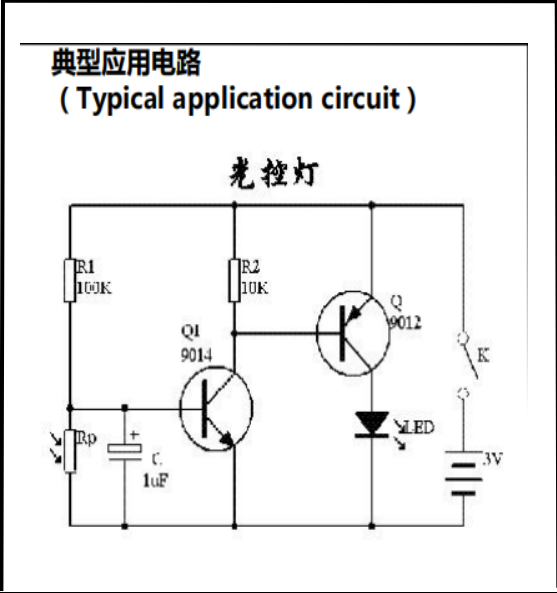 典型应用电路
（Typical application circuit）
光控灯
R1
100K
R2
10K
Q
9012
Q1
9014
K
Rp
+
C
1uF
LED
3V